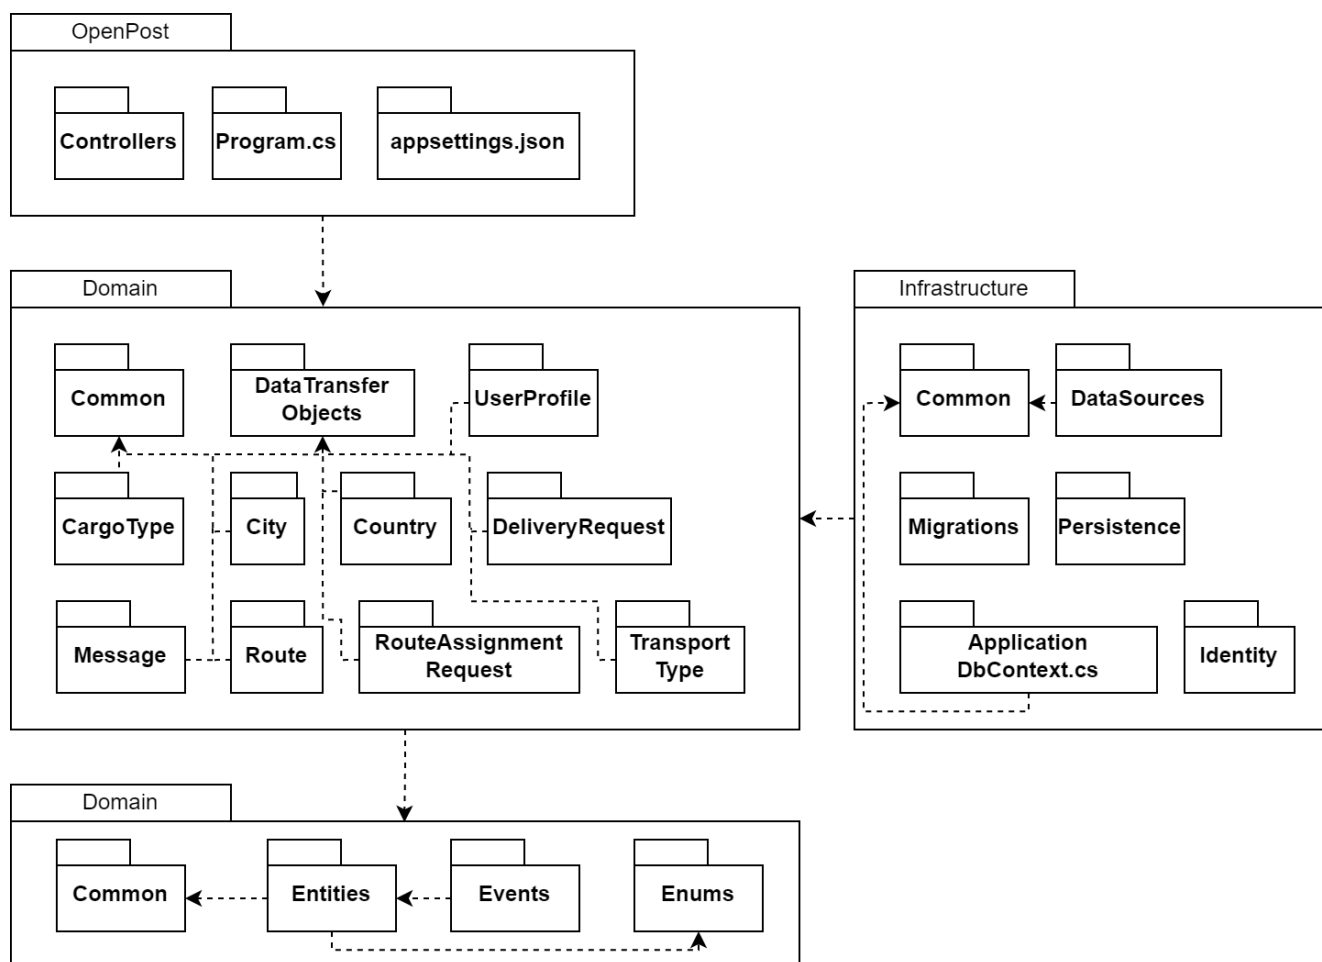 OpenPost
Controllers
Program.cs
appsettings.json
Domain
Common
DataTransfer
Objects
UserProfile
CargoType
City
Country
DeliveryRequest
Message
Route
RouteAssignment
Request
Transport
Type
Infrastructure
Common
DataSources
Migrations
Persistence
Application
DbContext.cs
Identity
Domain
Common
Entities
Events
Enums